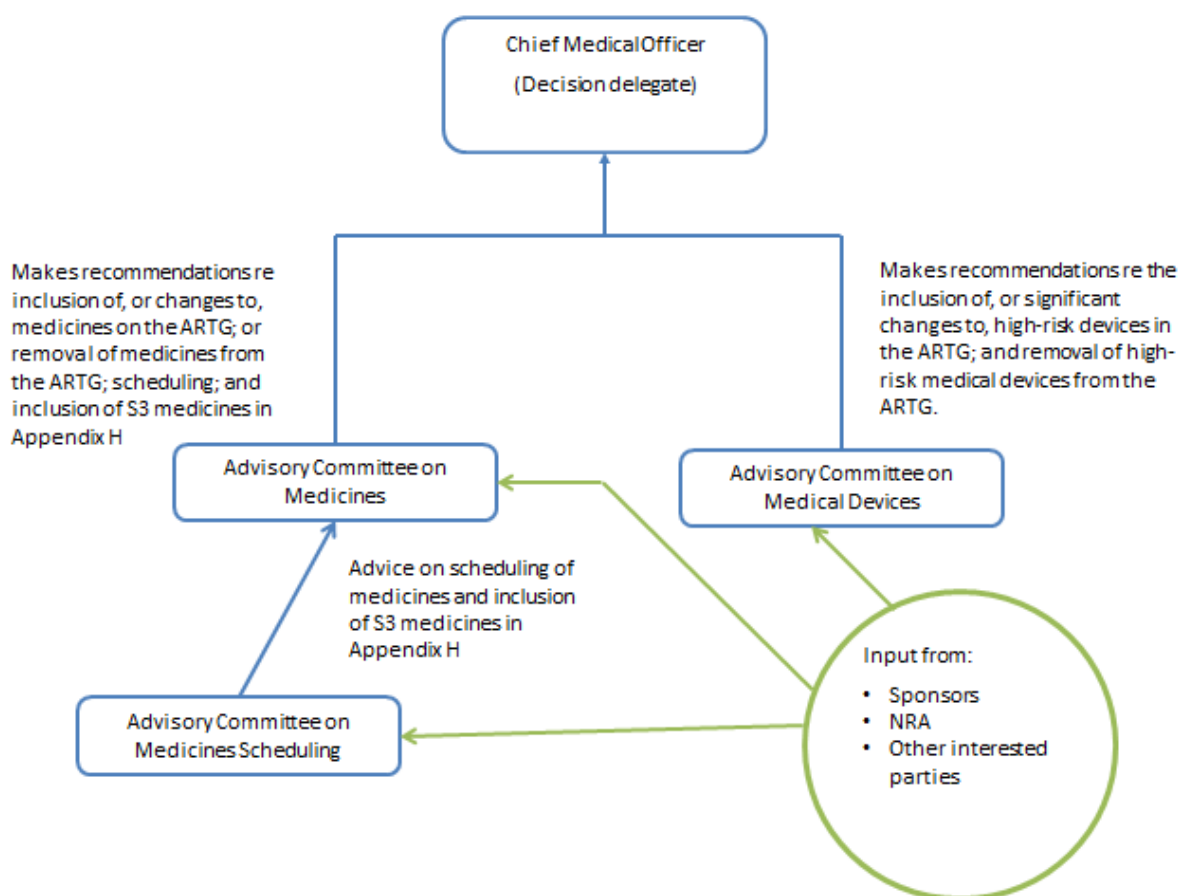 Chief Medical Officer
(Decision delegate)
Makes recommendations re
inclusion of, or changes to,
medicines on the ARTG; or
removal of medicines from
the ARTG; scheduling; and
inclusion of S3 medicines in
Appendix H
Makes recommendations re the
inclusion of, or significant
changes to, high-risk devices in
the ARTG; and removal of high-
risk medical devices from the
ARTG.
Advisory Committee on
Medicines
Advisory Committee on
Medical Devices
Advice on scheduling of
medicines and inclusion
of S3 medicines in
Appendix H
Advisory Committee on
Medicines Scheduling
Input from:
• Sponsors
• NRA
• Other interested
parties